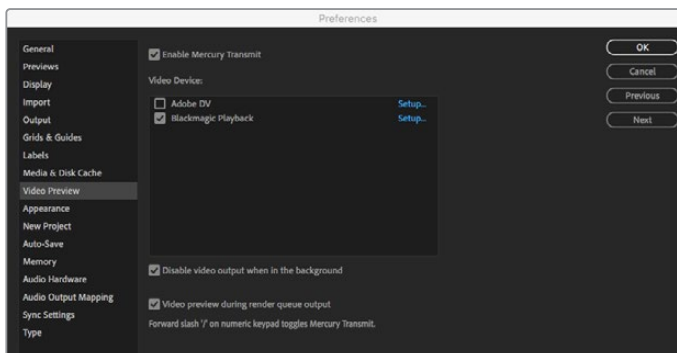 Preferences
General
Previews
Display
Import
Output
Grids & Guides
Labels
Media & Disk Cache
Video Preview
Appearance
New Project
Auto-Save
Memory
Audio Hardware
Audio Output Mapping
Sync Settings
Type
Enable Mercury Transmit
Video Device:
Adobe DV Setup...
Blackmagic Playback Setup...
Disable video output when in the background
Video preview during render queue output
Forward slash '/' on numeric keypad toggles Mercury Transmit.
OK
Cancel
Previous
Next